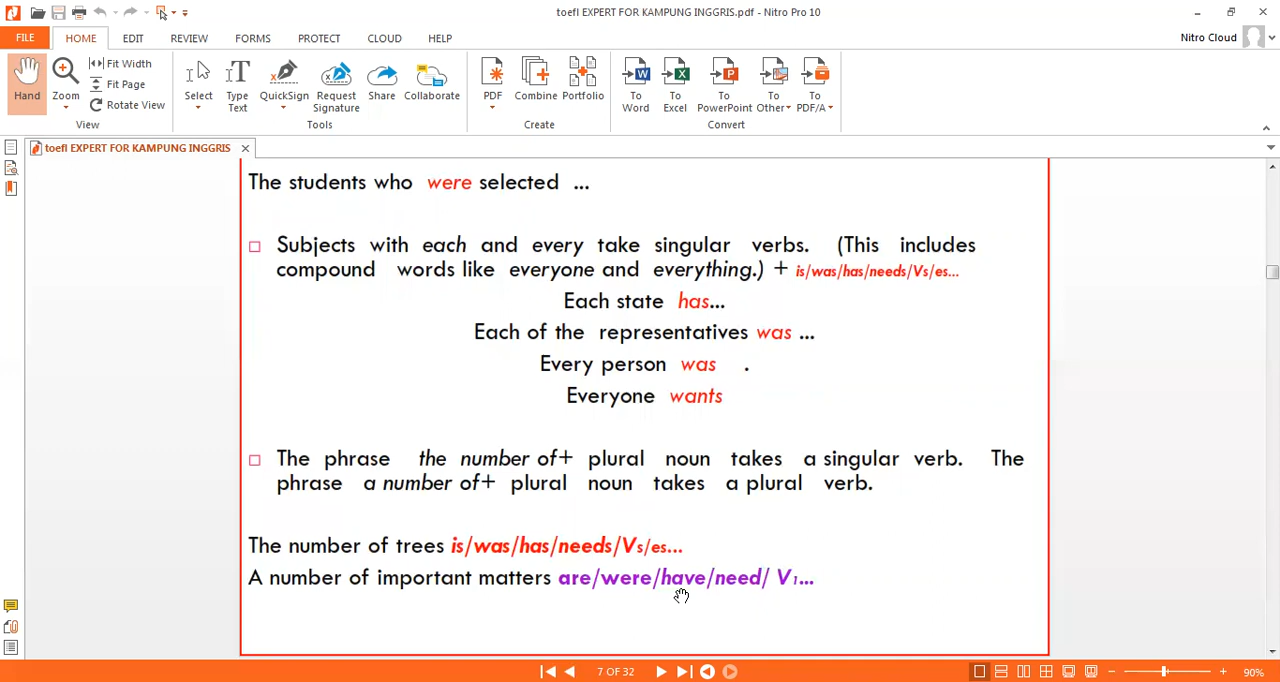 toefl EXPERT FOR KAMPUNG INGGRIS.pdf - Nitro Pro 10
FILE HOME EDIT REVIEW FORMS PROTECT CLOUD HELP
Nitro Cloud
Hand
Zoom
Fit Width
Fit Page
Rotate View
View
Select
Type Text
QuickSign
Request Signature
Share
Collaborate
Tools
PDF
Combine
Portfolio
Create
To Word
To Excel
To PowerPoint
To Other
To PDF/A
Convert
toefl EXPERT FOR KAMPUNG INGGRIS
The students who were selected ...
Subjects with each and every take singular verbs. (This includes
compound words like everyone and everything.) + is/was/has/needs/Vs/es...
Each state has...
Each of the representatives was ...
Every person was .
Everyone wants
The phrase the number of+ plural noun takes a singular verb. The
phrase a number of+ plural noun takes a plural verb.
The number of trees is/was/has/needs/Vs/es...
A number of important matters are/were/have/need/ V1...
7 OF 32
90%